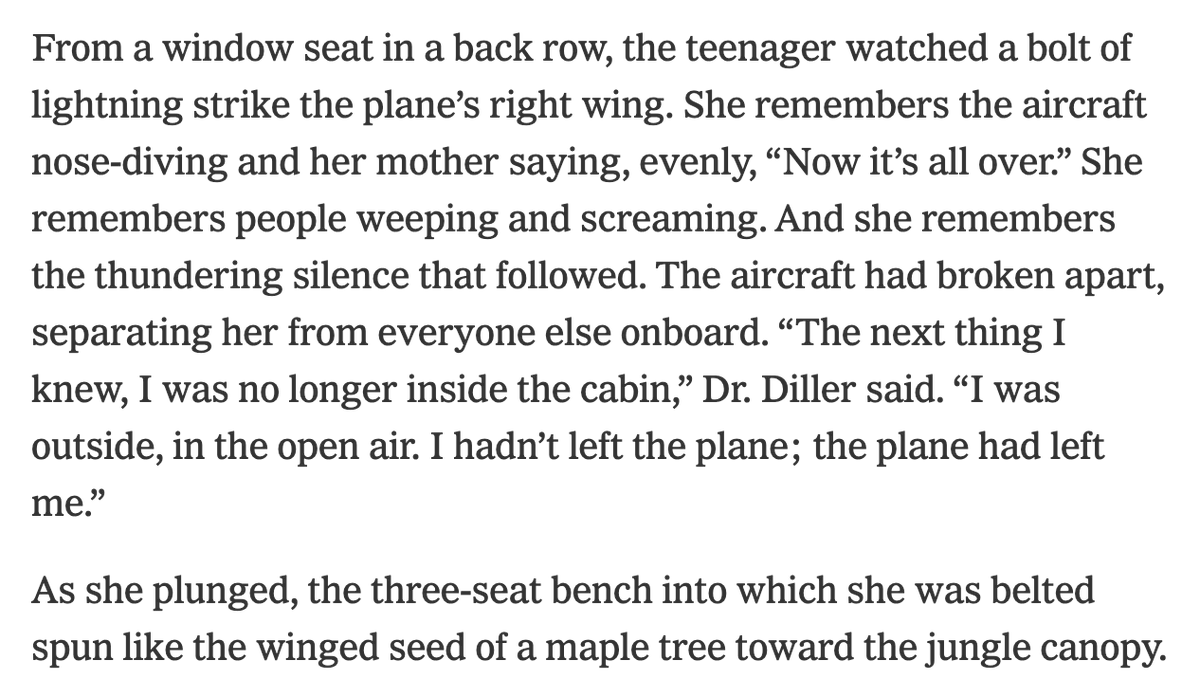 From a window seat in a back row, the teenager watched a bolt of
lightning strike the plane’s right wing. She remembers the aircraft
nose-diving and her mother saying, evenly, “Now it’s all over.” She
remembers people weeping and screaming. And she remembers
the thundering silence that followed. The aircraft had broken apart,
separating her from everyone else onboard. “The next thing I
knew, I was no longer inside the cabin,” Dr. Diller said. “I was
outside, in the open air. I hadn’t left the plane; the plane had left
me.”
As she plunged, the three-seat bench into which she was belted
spun like the winged seed of a maple tree toward the jungle canopy.